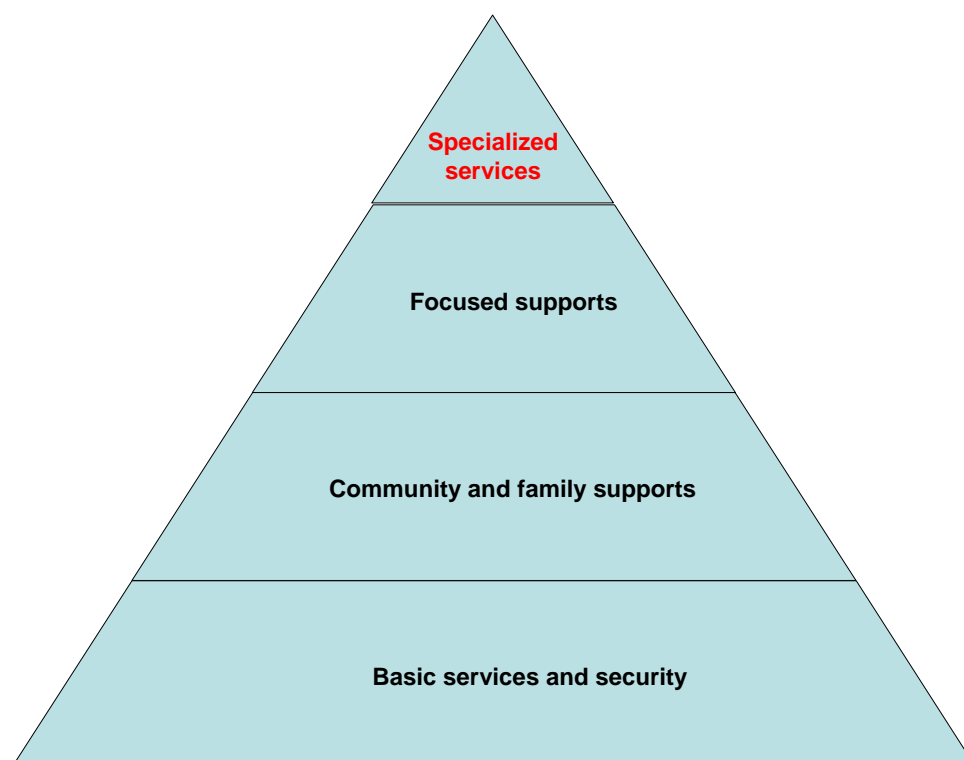 Specialized
services
Focused supports
Community and family supports
Basic services and security